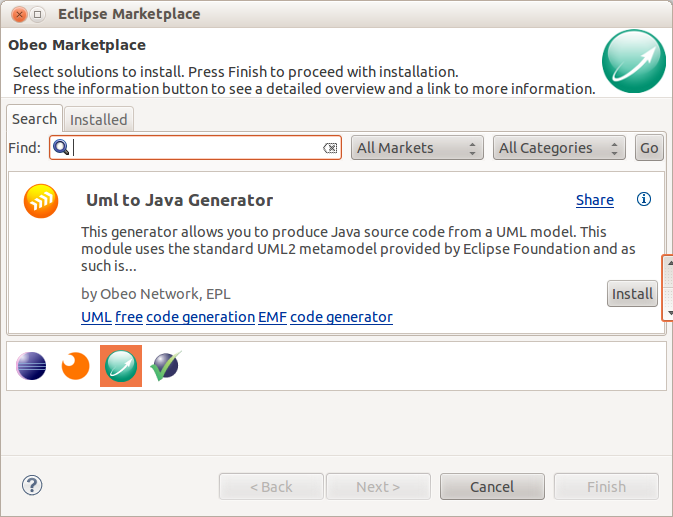 Eclipse Marketplace
Obeo Marketplace
Select solutions to install. Press Finish to proceed with installation.
Press the information button to see a detailed overview and a link to more information.
Search Installed
Find: All Markets All Categories Go
Uml to Java Generator Share
This generator allows you to produce Java source code from a UML model. This
module uses the standard UML2 metamodel provided by Eclipse Foundation and as
such is...
by Obeo Network, EPL Install
UML free code generation EMF code generator
? < Back Next > Cancel Finish